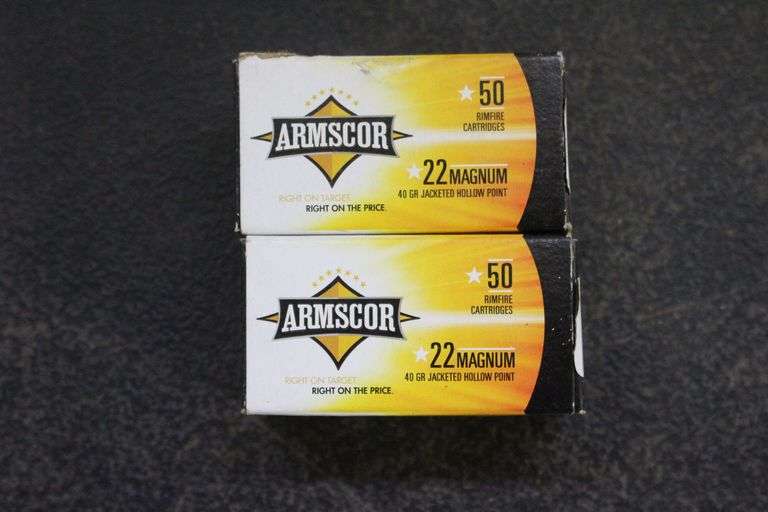 ARMSCOR
RIGHT ON TARGET.
RIGHT ON THE PRICE.
50
RIMFIRE
CARTRIDGES
22 MAGNUM
40 GR JACKETED HOLLOW POINT
ARMSCOR
RIGHT ON TARGET.
RIGHT ON THE PRICE.
50
RIMFIRE
CARTRIDGES
22 MAGNUM
40 GR JACKETED HOLLOW POINT